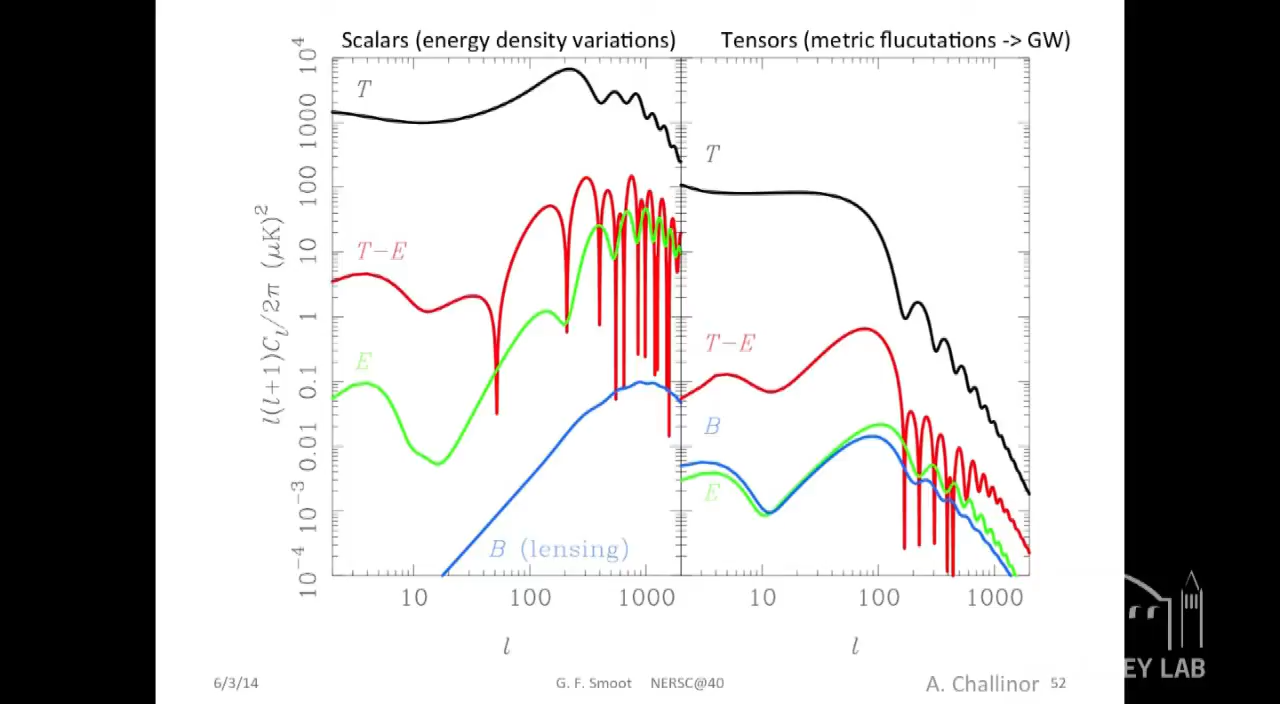 Scalars (energy density variations)
Tensors (metric flucutations -> GW)
l(l+1)C_l/2π (μK)²
10⁴
1000
100
10
1
0.1
0.01
10⁻³
10⁻⁴
T
T−E
E
B (lensing)
T
T−E
B
E
10 100 1000
10 100 1000
l
l
6/3/14
G. F. Smoot NERSC@40
A. Challinor 52
EY LAB